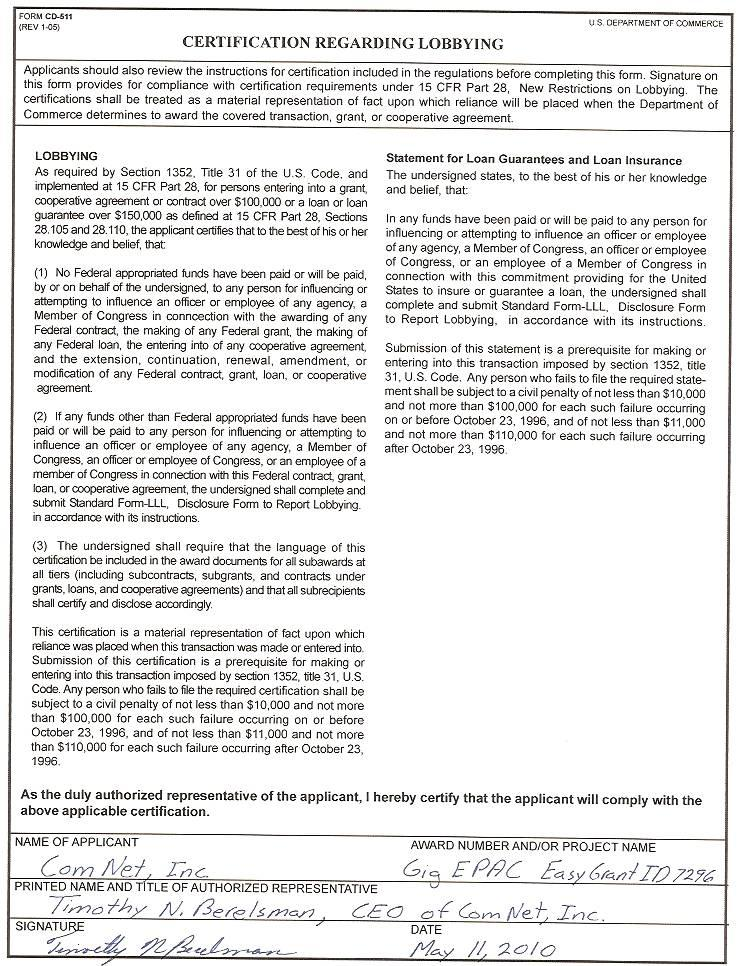 FORM CD-511
(REV 1-05)
U.S. DEPARTMENT OF COMMERCE
CERTIFICATION REGARDING LOBBYING
Applicants should also review the instructions for certification included in the regulations before completing this form. Signature on
this form provides for compliance with certification requirements under 15 CFR Part 28, New Restrictions on Lobbying. The
certifications shall be treated as a material representation of fact upon which reliance will be placed when the Department of
Commerce determines to award the covered transaction, grant, or cooperative agreement.
LOBBYING
As required by Section 1352, Title 31 of the U.S. Code, and
implemented at 15 CFR Part 28, for persons entering into a grant,
cooperative agreement or contract over $100,000 or a loan or loan
guarantee over $150,000 as defined at 15 CFR Part 28, Sections
28.105 and 28.110, the applicant certifies that to the best of his or her
knowledge and belief, that:
(1) No Federal appropriated funds have been paid or will be paid,
by or on behalf of the undersigned, to any person for influencing or
attempting to influence an officer or employee of any agency, a
Member of Congress in conncection with the awarding of any
Federal contract, the making of any Federal grant, the making of
any Federal loan, the entering into of any cooperative agreement,
and the extension, continuation, renewal, amendment, or
modification of any Federal contract, grant, loan, or cooperative
agreement.
(2) If any funds other than Federal appropriated funds have been
paid or will be paid to any person for influencing or attempting to
influence an officer or employee of any agency, a Member of
Congress, an officer or employee of Congress, or an employee of a
member of Congress in connection with this Federal contract, grant,
loan, or cooperative agreement, the undersigned shall complete and
submit Standard Form-LLL, Disclosure Form to Report Lobbying.
in accordance with its instructions.
(3) The undersigned shall require that the language of this
certification be included in the award documents for all subawards at
all tiers (including subcontracts, subgrants, and contracts under
grants, loans, and cooperative agreements) and that all subrecipients
shall certify and disclose accordingly.
This certification is a material representation of fact upon which
reliance was placed when this transaction was made or entered into.
Submission of this certification is a prerequisite for making or
entering into this transaction imposed by section 1352, title 31, U.S.
Code. Any person who fails to file the required certification shall be
subject to a civil penalty of not less than $10,000 and not more
than $100,000 for each such failure occurring on or before
October 23, 1996, and of not less than $11,000 and not more
than $110,000 for each such failure occurring after October 23,
1996.
Statement for Loan Guarantees and Loan Insurance
The undersigned states, to the best of his or her knowledge
and belief, that:
In any funds have been paid or will be paid to any person for
influencing or attempting to influence an officer or employee
of any agency, a Member of Congress, an officer or employee
of Congress, or an employee of a Member of Congress in
connection with this commitment providing for the United
States to insure or guarantee a loan, the undersigned shall
complete and submit Standard Form-LLL, Disclosure Form
to Report Lobbying, in accordance with its instructions.
Submission of this statement is a prerequisite for making or
entering into this transaction imposed by section 1352, title
31, U.S. Code. Any person who fails to file the required state-
ment shall be subject to a civil penalty of not less than $10,000
and not more than $100,000 for each such failure occurring
on or before October 23, 1996, and of not less than $11,000
and not more than $110,000 for each such failure occurring
after October 23, 1996.
As the duly authorized representative of the applicant, I hereby certify that the applicant will comply with the
above applicable certification.
NAME OF APPLICANT
Com Net, Inc.
AWARD NUMBER AND/OR PROJECT NAME
Gig EPAC EasyGrant ID 7296
PRINTED NAME AND TITLE OF AUTHORIZED REPRESENTATIVE
Timothy N. Berelsman, CEO of Com Net, Inc.
SIGNATURE
Timothy N Berelsman
DATE
May 11, 2010